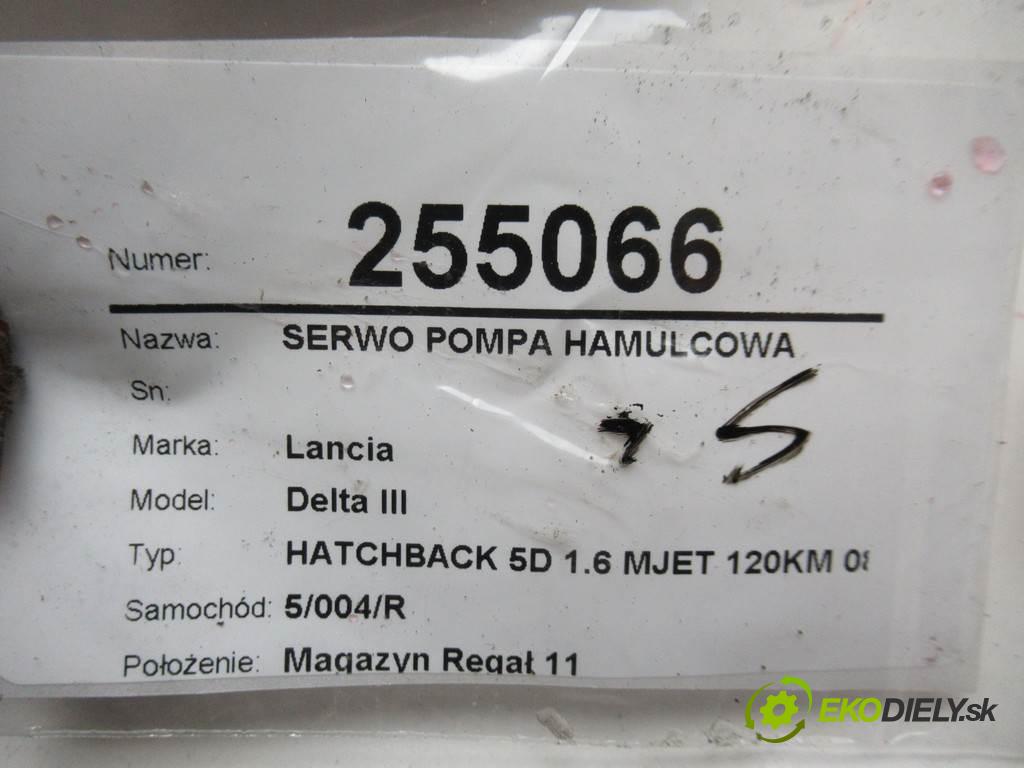 Numer: 255066
Nazwa: SERWO POMPA HAMULCOWA
Sn:
Marka: Lancia
Model: Delta III
Typ: HATCHBACK 5D 1.6 MJET 120KM 08
Samochód: 5/004/R
Położenie: Magazyn Regał 11
EKODIELY.sk